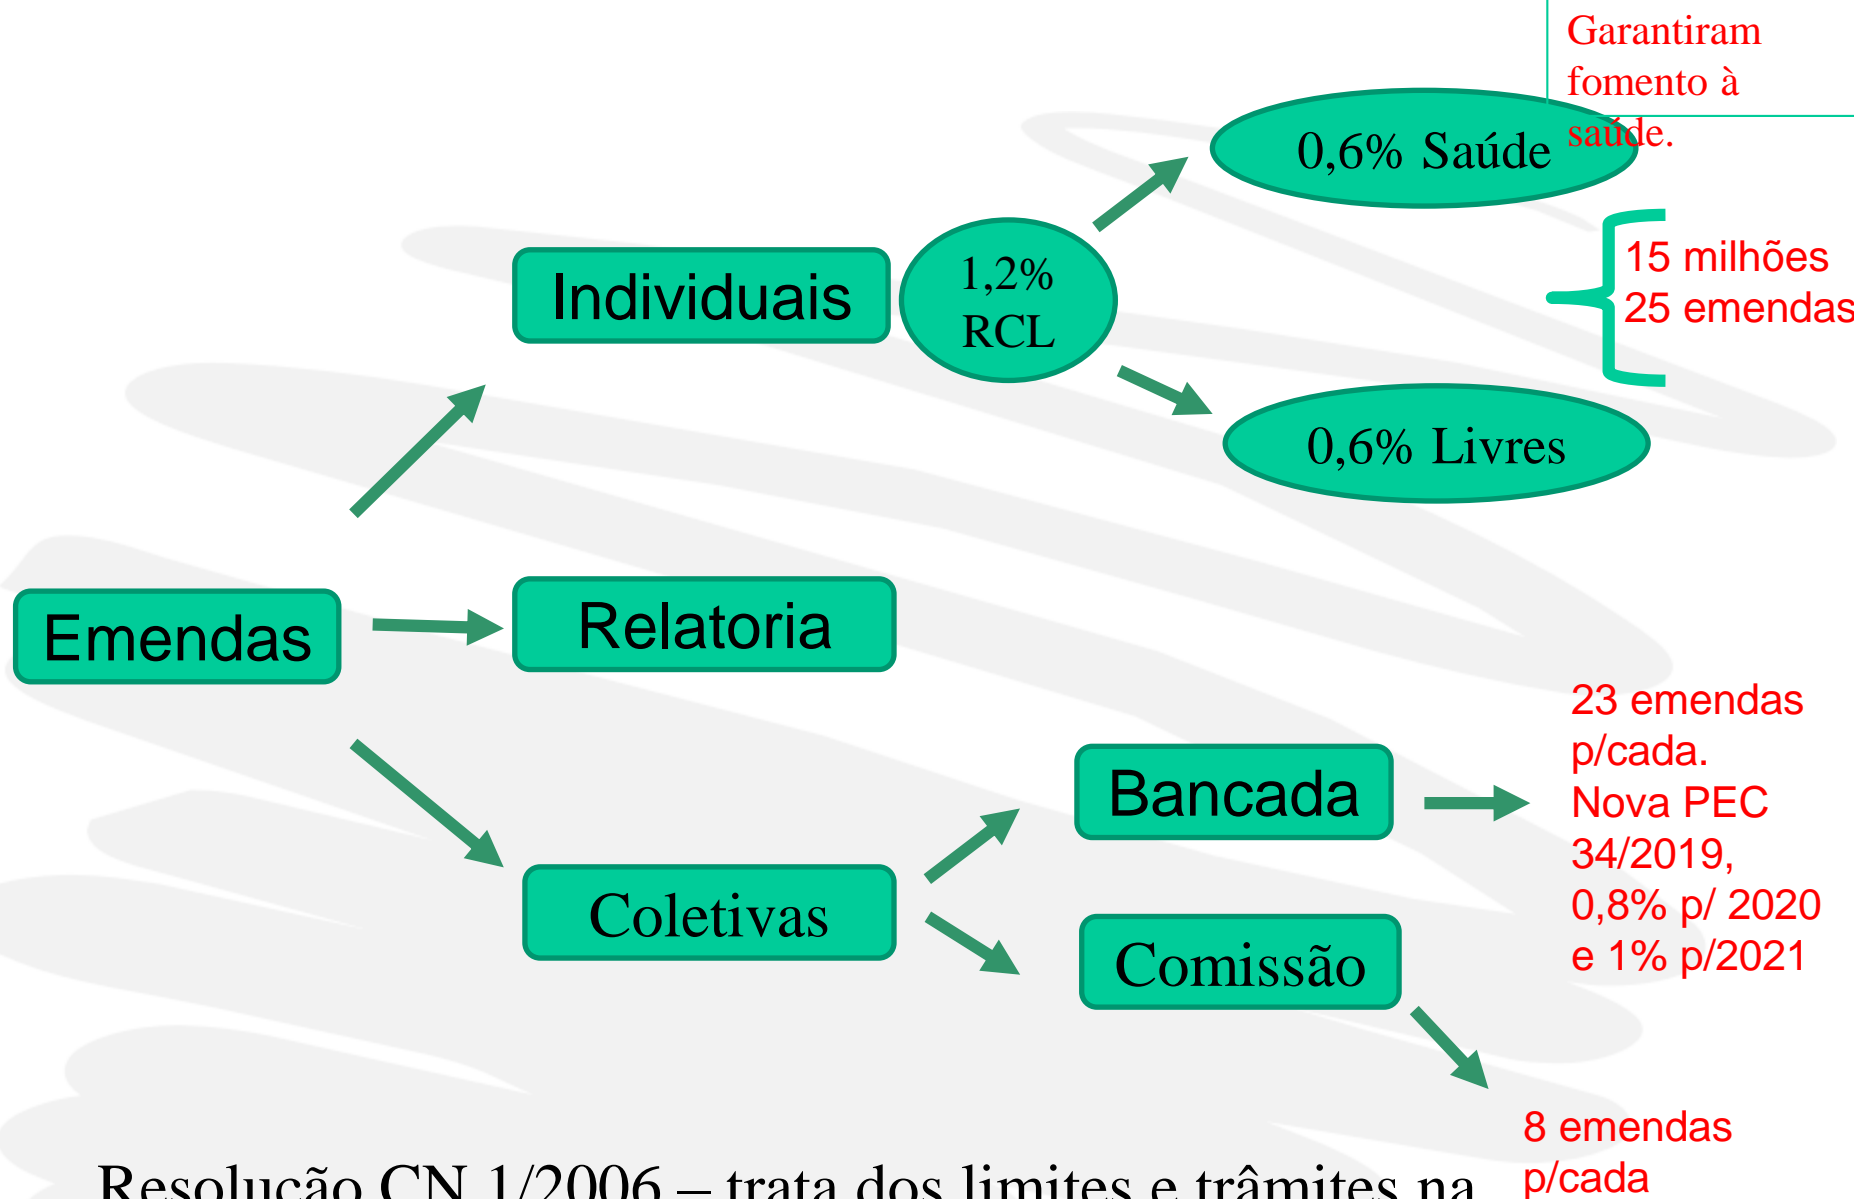 Garantiram
fomento à
saúde.
0,6% Saúde
Individuais
1,2%
RCL
15 milhões
25 emendas
0,6% Livres
Emendas
Relatoria
Bancada
23 emendas
p/cada.
Nova PEC
34/2019,
0,8% p/ 2020
e 1% p/2021
Coletivas
Comissão
8 emendas
p/cada
Resolução CN 1/2006 – trata dos limites e trâmites na